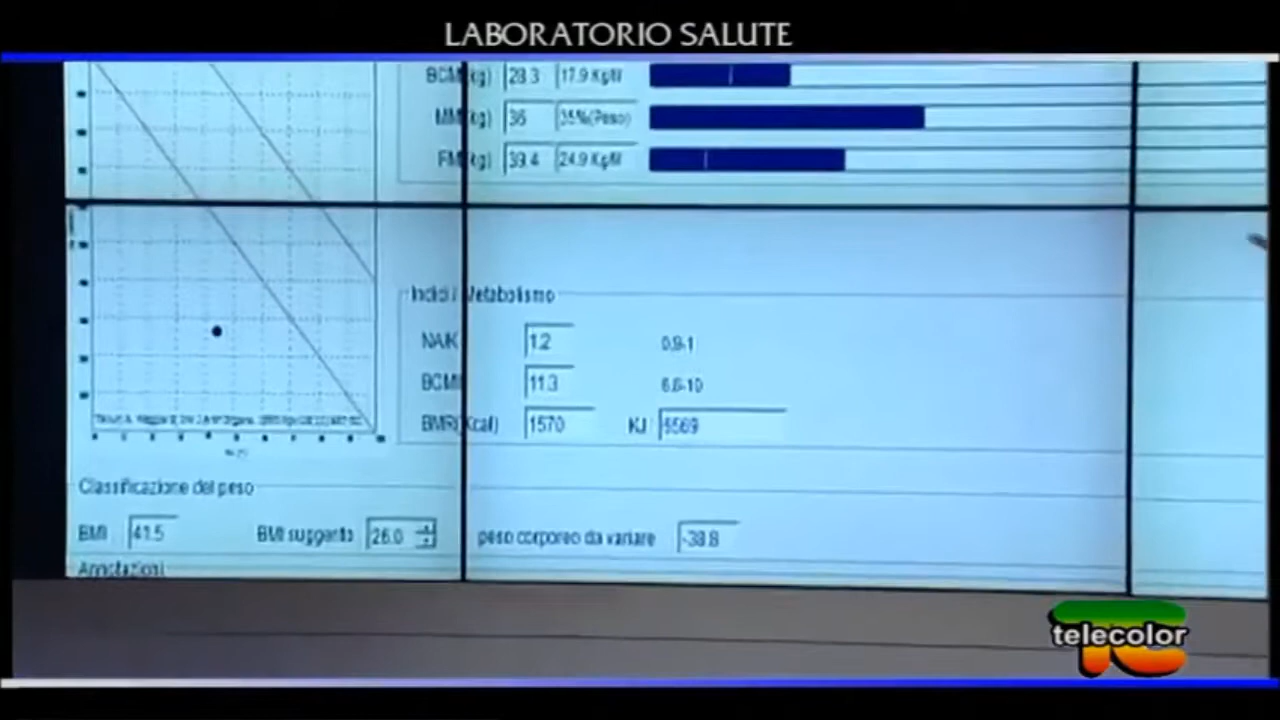 LABORATORIO SALUTE
BCM(kg) 28.3 17.9 Kg/M
MM(kg) 36 35%(Peso)
FM(kg) 39.4 24.9 Kg/M
Metabolismo
NA/K 1.2 0.9-1
BCMI 11.3 6.6-10
BMR(Kcal) 1570 KJ 6569
Classificazione del peso
BMI 41.5 BMI suggerito 26.0 peso corporeo da variare -38.8
Annotazioni
telecolor